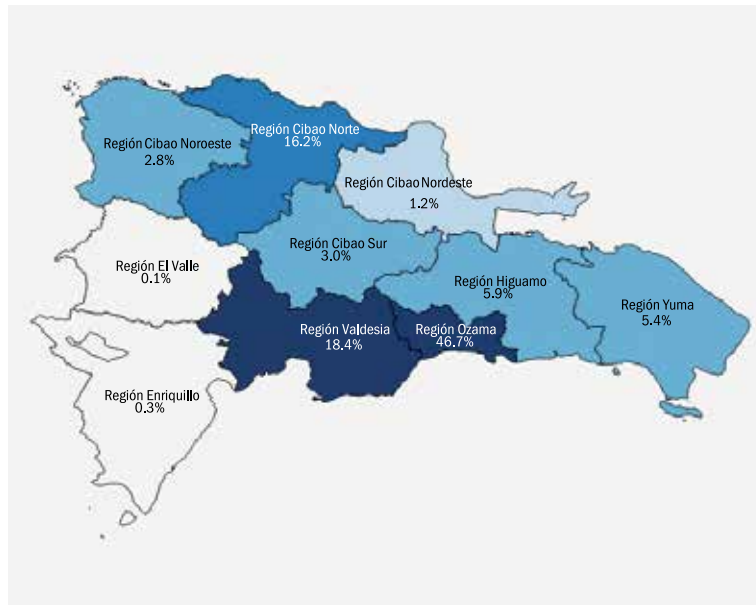 Región Cibao Norte
16.2%
Región Cibao Noroeste
2.8%
Región Cibao Nordeste
1.2%
Región Cibao Sur
3.0%
Región El Valle
0.1%
Región Higuamo
5.9%
Región Yuma
5.4%
Región Valdesia
18.4%
Región Ozama
46.7%
Región Enriquillo
0.3%